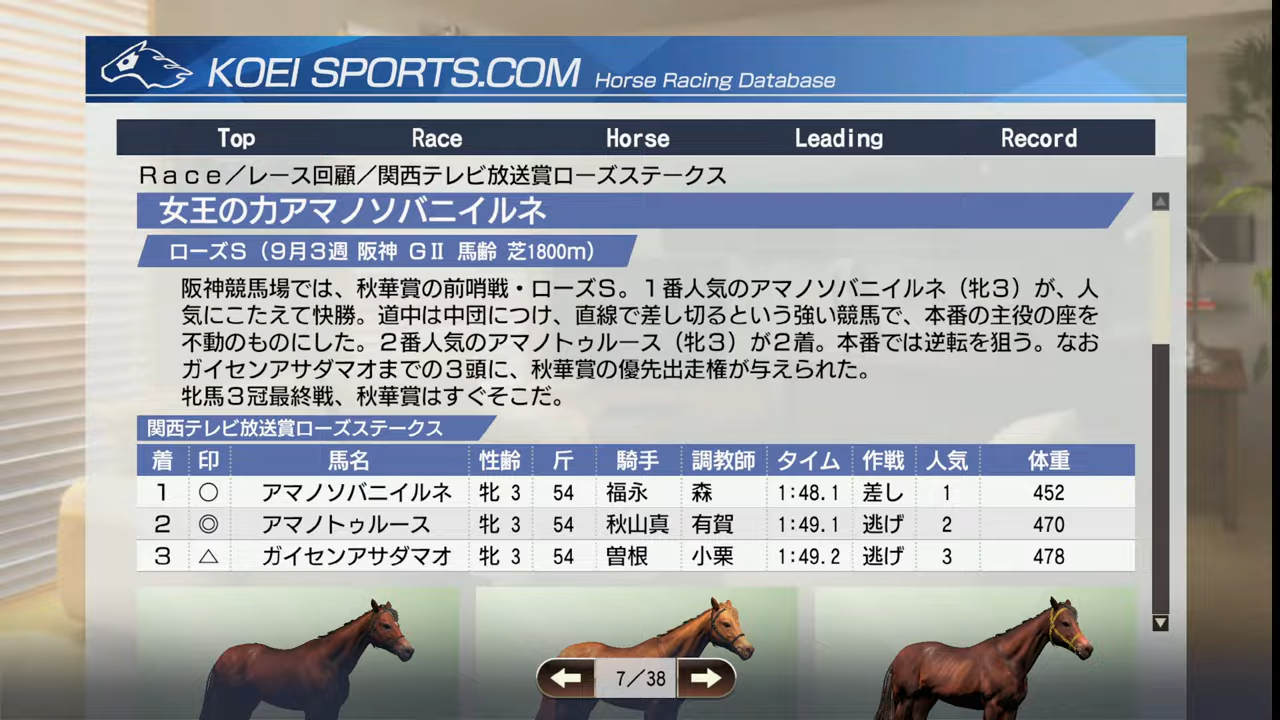 KOEI SPORTS.COM Horse Racing Database
Top Race Horse Leading Record
Ｒａｃｅ／レース回顧／関西テレビ放送賞ローズステークス
女王の力アマノソバニイルネ
ローズＳ（９月３週 阪神 ＧⅡ 馬齢 芝1800ｍ）
阪神競馬場では、秋華賞の前哨戦・ローズＳ。１番人気のアマノソバニイルネ（牝３）が、人
気にこたえて快勝。道中は中団につけ、直線で差し切るという強い競馬で、本番の主役の座を
不動のものにした。２番人気のアマノトゥルース（牝３）が２着。本番では逆転を狙う。なお
ガイセンアサダマオまでの３頭に、秋華賞の優先出走権が与えられた。
牝馬３冠最終戦、秋華賞はすぐそこだ。
関西テレビ放送賞ローズステークス
着 印 馬名 性齢 斤 騎手 調教師 タイム 作戦 人気 体重
1 ○ アマノソバニイルネ 牝 3 54 福永 森 1:48.1 差し 1 452
2 ◎ アマノトゥルース 牝 3 54 秋山真 有賀 1:49.1 逃げ 2 470
3 △ ガイセンアサダマオ 牝 3 54 曽根 小栗 1:49.2 逃げ 3 478
7／38